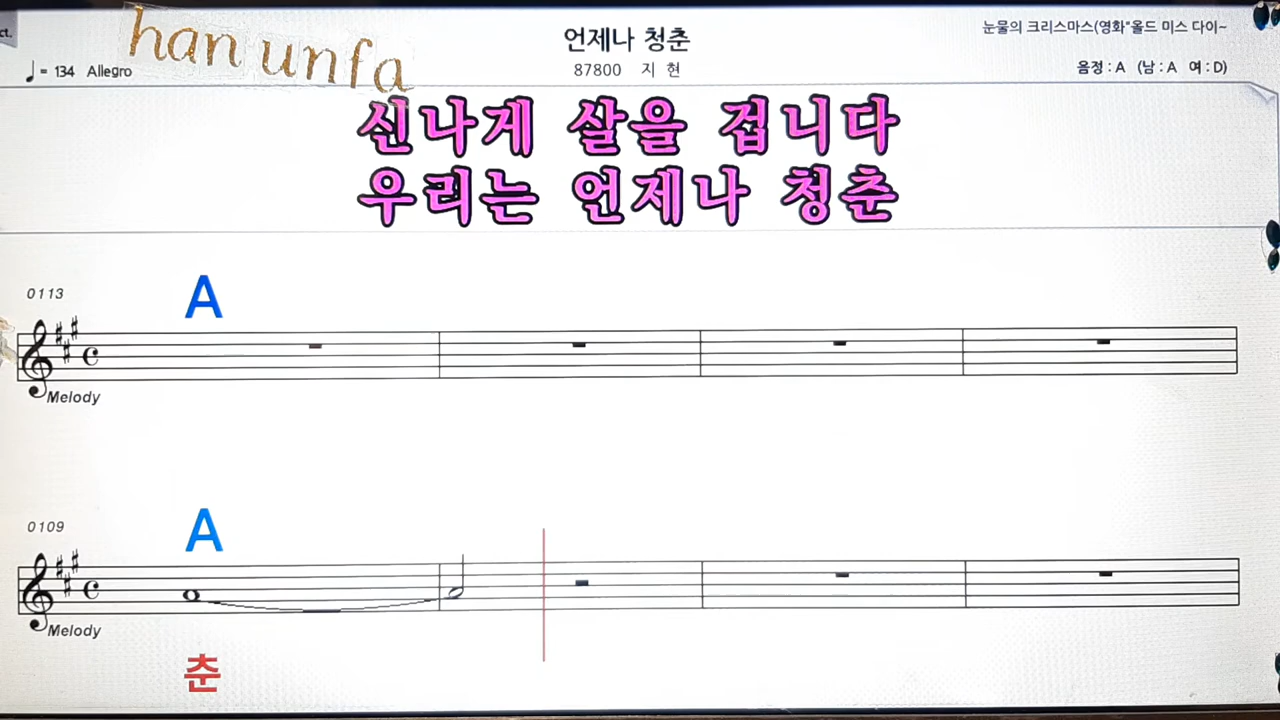 ct.
han unfa
언제나 청춘
눈물의 크리스마스(영화"올드 미스 다이~
♩= 134 Allegro
87800 지 현
음정 : A (남 : A 여 : D)
신나게 살을 겁니다
우리는 언제나 청춘
0113
A
Melody
0109
A
Melody
춘